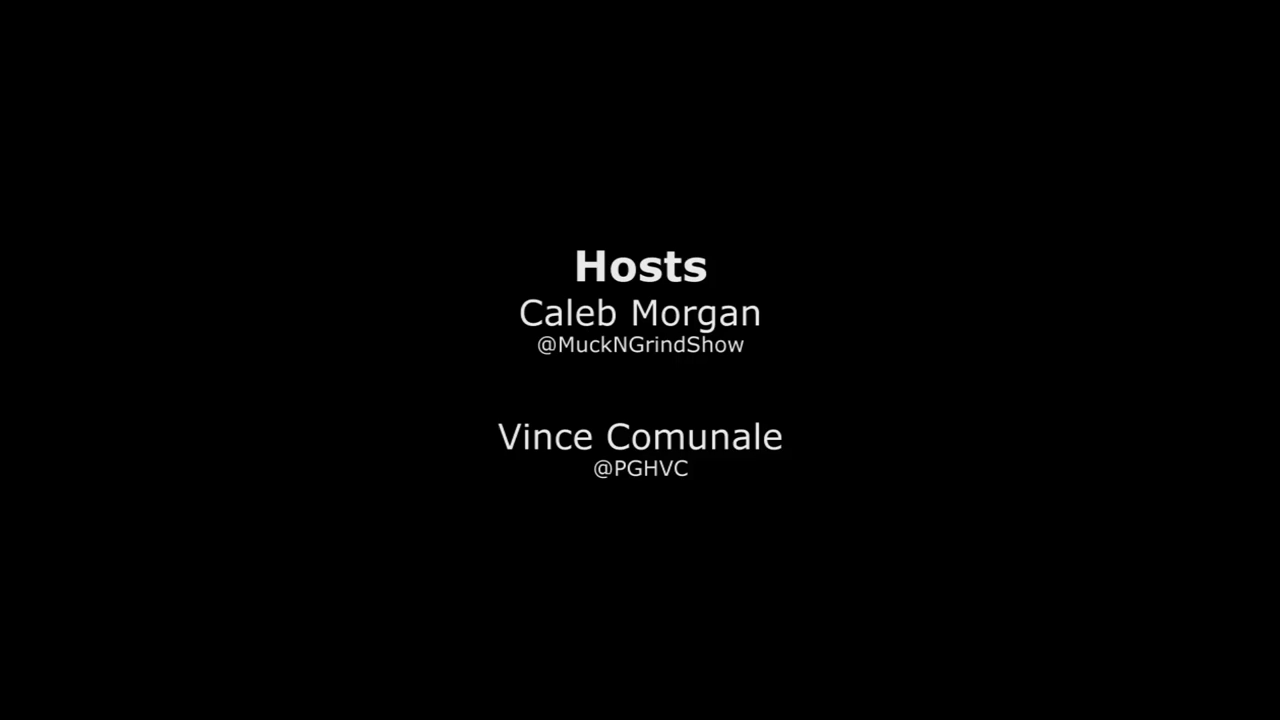 Hosts
Caleb Morgan
@MuckNGrindShow
Vince Comunale
@PGHVC